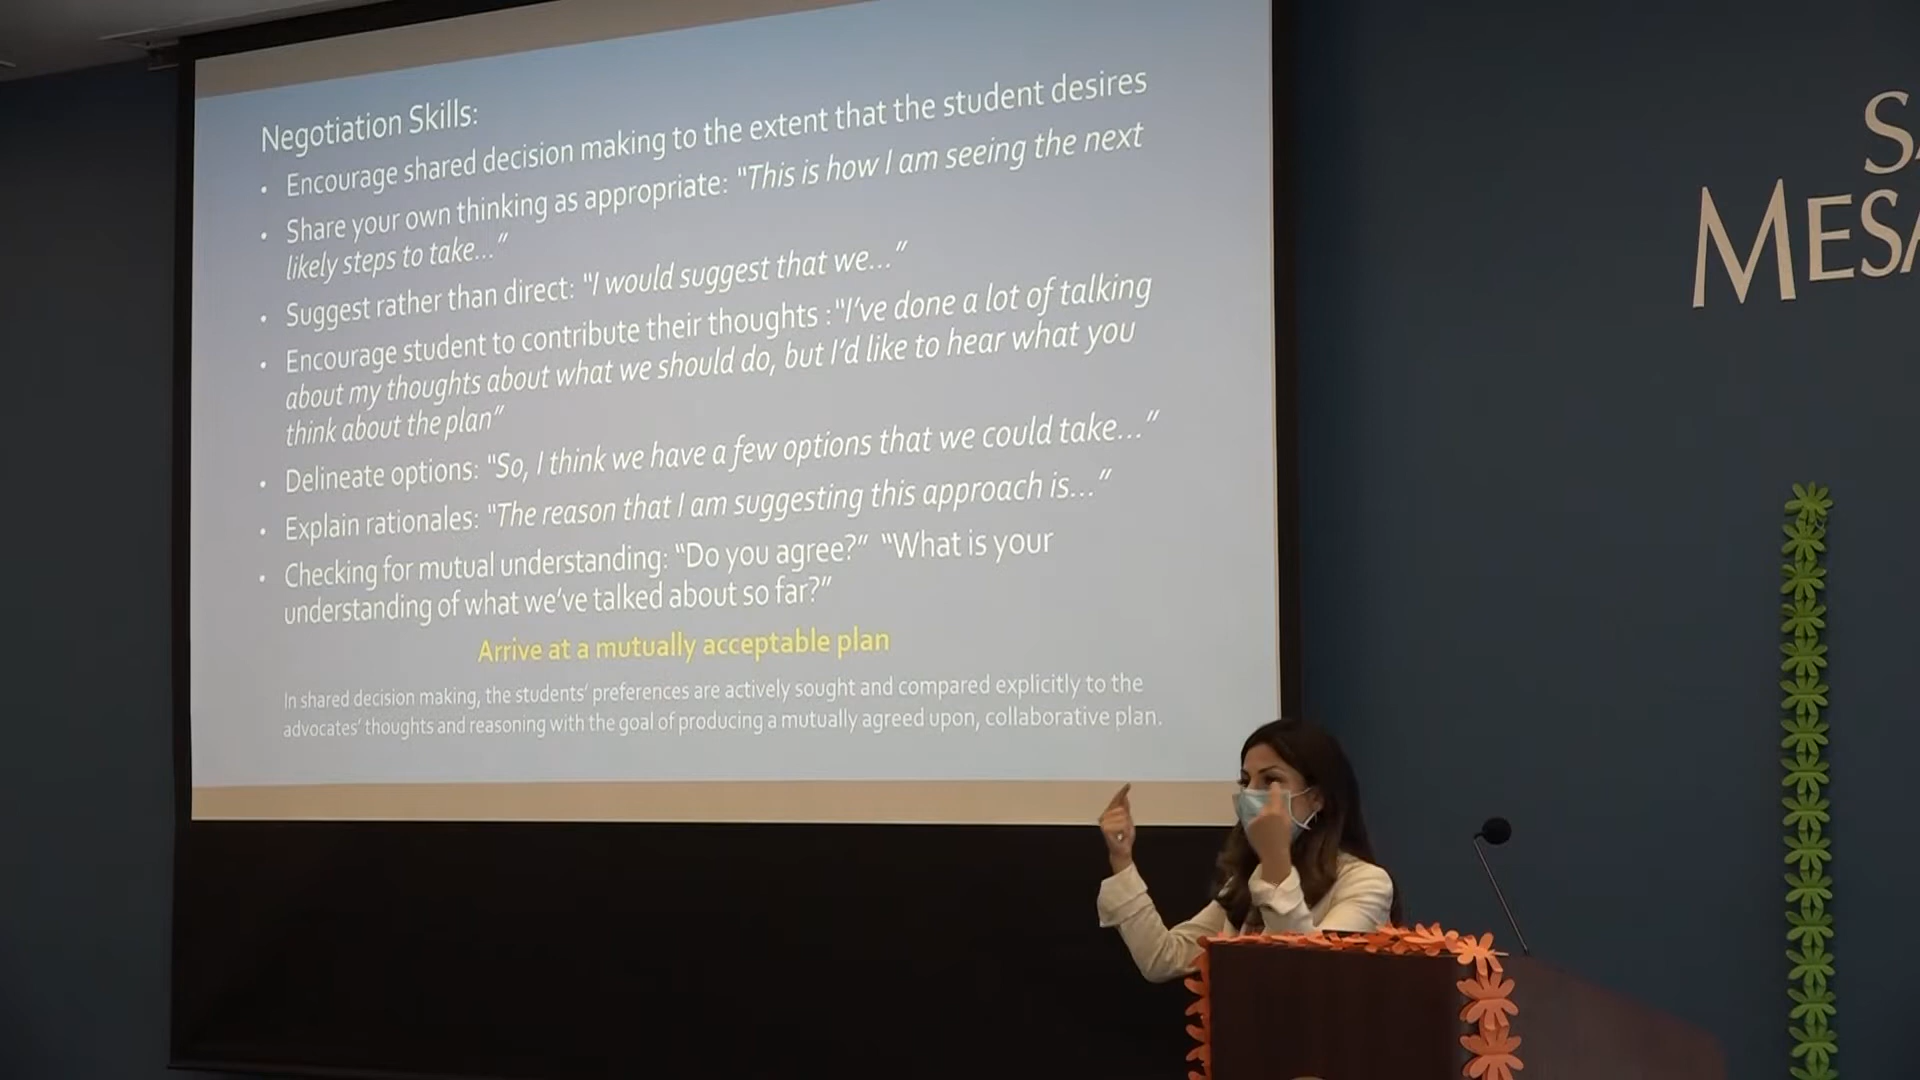 Negotiation Skills:
• Encourage shared decision making to the extent that the student desires
• Share your own thinking as appropriate: "This is how I am seeing the next
likely steps to take..."
• Suggest rather than direct: "I would suggest that we..."
• Encourage student to contribute their thoughts :"I've done a lot of talking
about my thoughts about what we should do, but I'd like to hear what you
think about the plan"
• Delineate options: "So, I think we have a few options that we could take..."
• Explain rationales: "The reason that I am suggesting this approach is..."
• Checking for mutual understanding: "Do you agree?" "What is your
understanding of what we've talked about so far?"
Arrive at a mutually acceptable plan
In shared decision making, the students' preferences are actively sought and compared explicitly to the
advocates' thoughts and reasoning with the goal of producing a mutually agreed upon, collaborative plan.
MESA